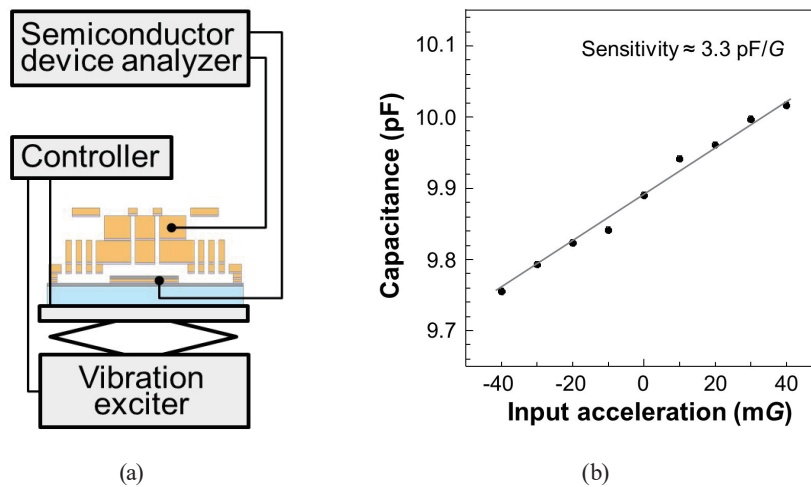 Semiconductor
device analyzer
Controller
Vibration
exciter
(a)
Capacitance (pF)
10.1
10.0
9.9
9.8
9.7
Sensitivity ≈ 3.3 pF/G
-40 -20 0 20 40
Input acceleration (mG)
(b)